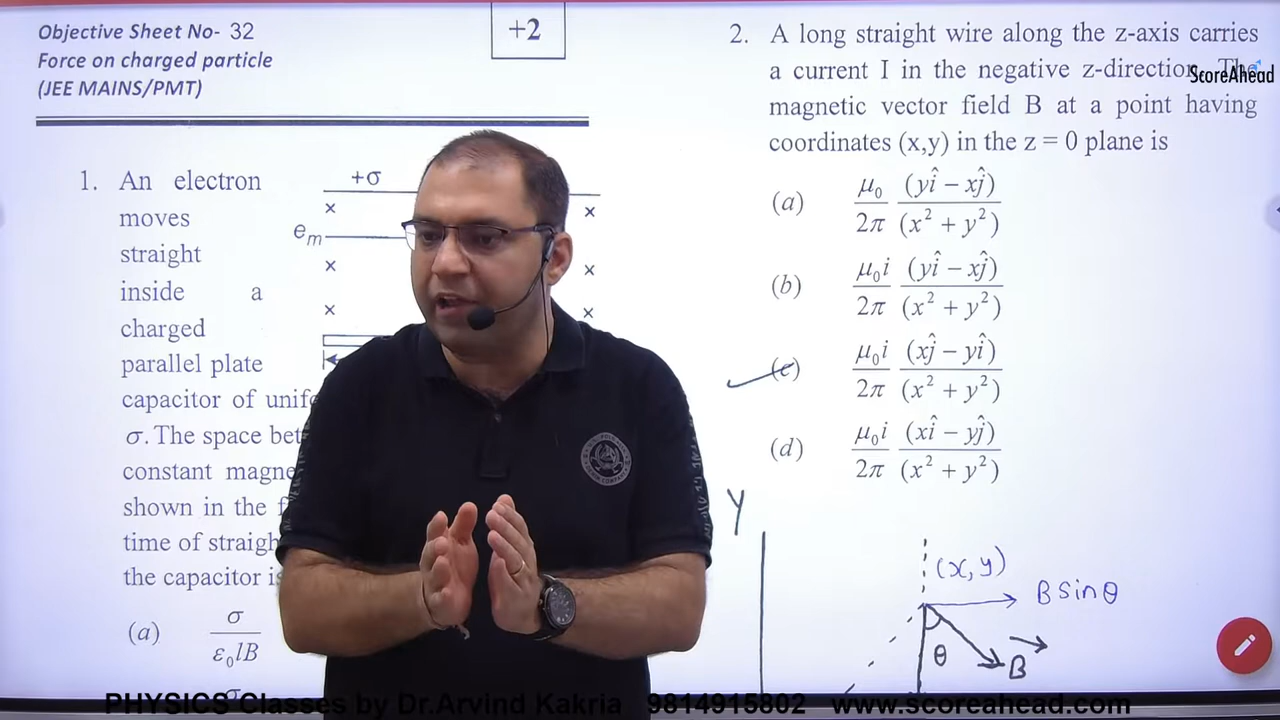 Objective Sheet No- 32
Force on charged particle
(JEE MAINS/PMT)
+2
1. An electron
moves
straight
inside a
charged
parallel plate
capacitor of unif
σ. The space bet
constant magne
shown in the f
time of straigh
the capacitor is
(a) σ / ε₀lB
+σ
× ×
eₘ
× ×
× ×
2. A long straight wire along the z-axis carries
a current I in the negative z-direction. The
magnetic vector field B at a point having
coordinates (x,y) in the z = 0 plane is
(a) μ₀/2π (yî − xĵ)/(x² + y²)
(b) μ₀i/2π (yî − xĵ)/(x² + y²)
(c) μ₀i/2π (xĵ − yî)/(x² + y²)
(d) μ₀i/2π (xî − yĵ)/(x² + y²)
ScoreAhead
Y
(x, y)
B sin θ
θ
B
PHYSICS Classes by Dr.Arvind Kakria 9814915802 www.scoreahead.com